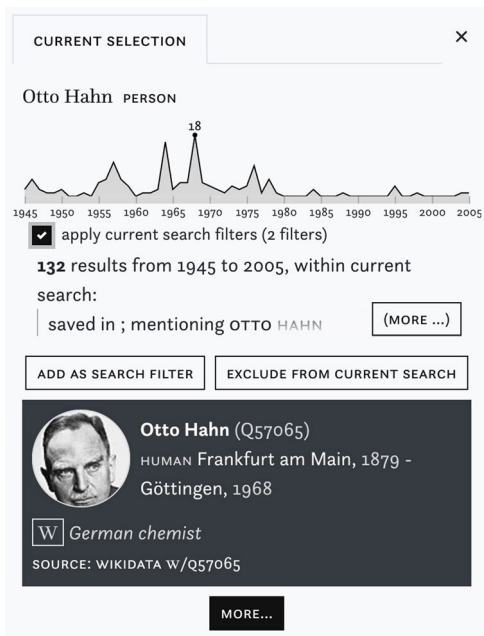 CURRENT SELECTION
×
Otto Hahn PERSON
18
1945 1950 1955 1960 1965 1970 1975 1980 1985 1990 1995 2000 2005
apply current search filters (2 filters)
132 results from 1945 to 2005, within current
search:
saved in ; mentioning OTTO HAHN
(MORE ...)
ADD AS SEARCH FILTER EXCLUDE FROM CURRENT SEARCH
Otto Hahn (Q57065)
HUMAN Frankfurt am Main, 1879 -
Göttingen, 1968
W German chemist
SOURCE: WIKIDATA W/Q57065
MORE...